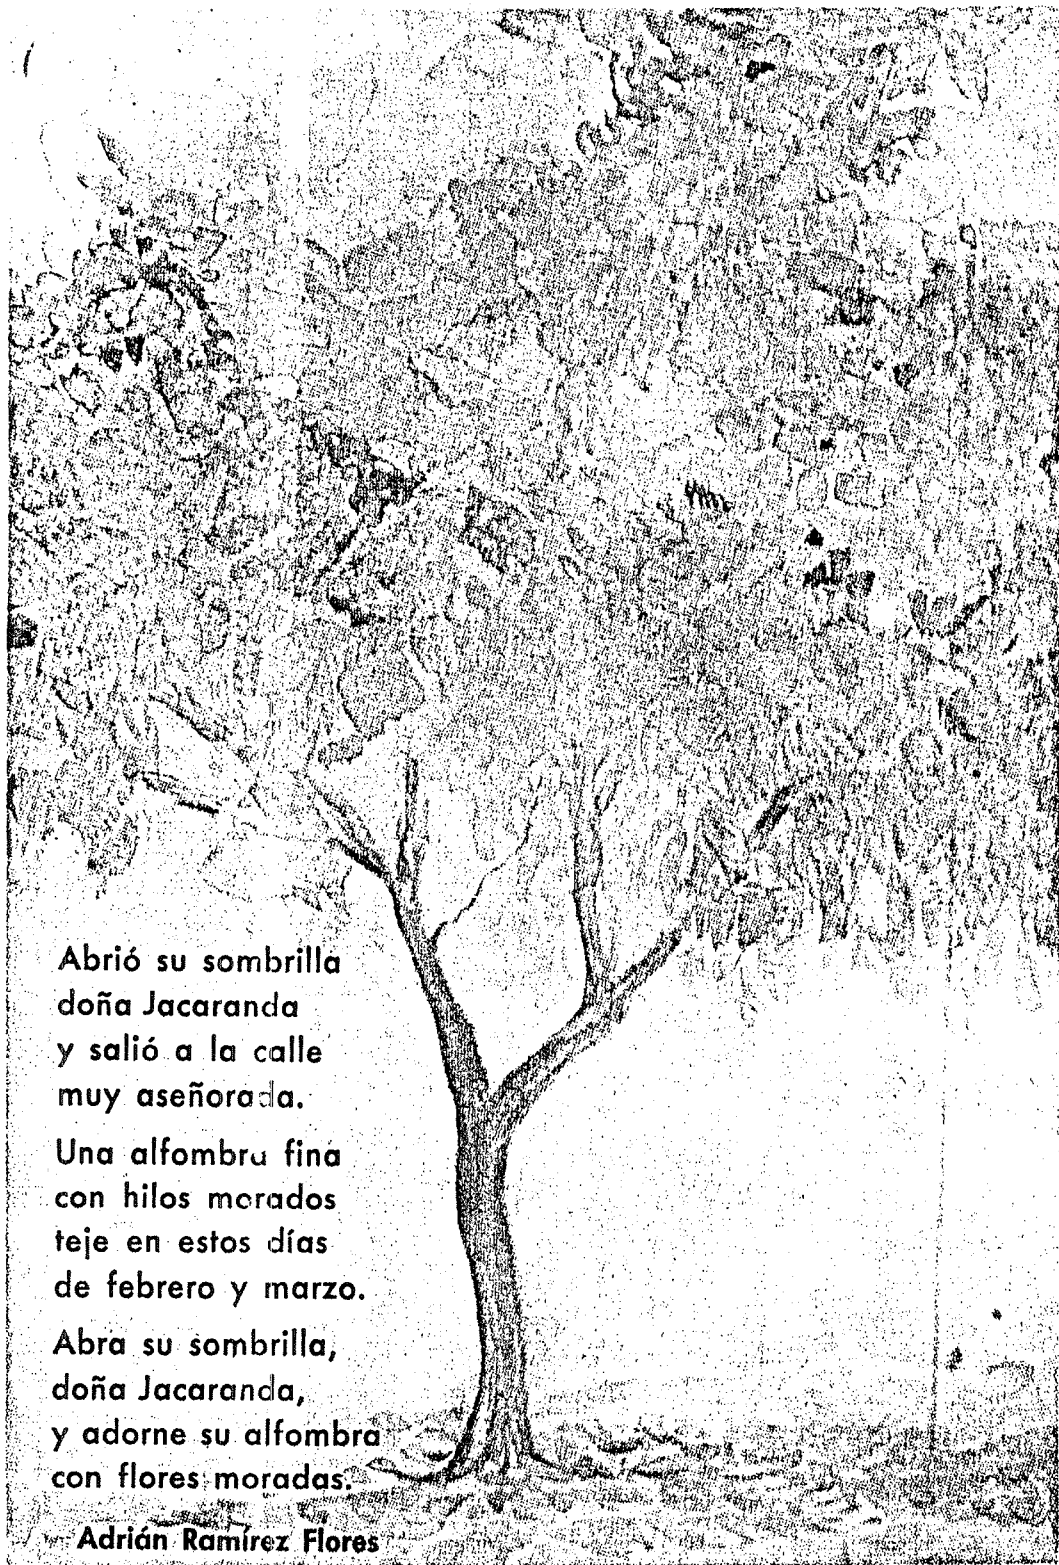 Abrió su sombrilla
doña Jacaranda
y salió a la calle
muy aseñorada.
Una alfombra fina
con hilos morados
teje en estos días
de febrero y marzo.
Abra su sombrilla,
doña Jacaranda,
y adorne su alfombra
con flores moradas.
Adrián Ramírez Flores